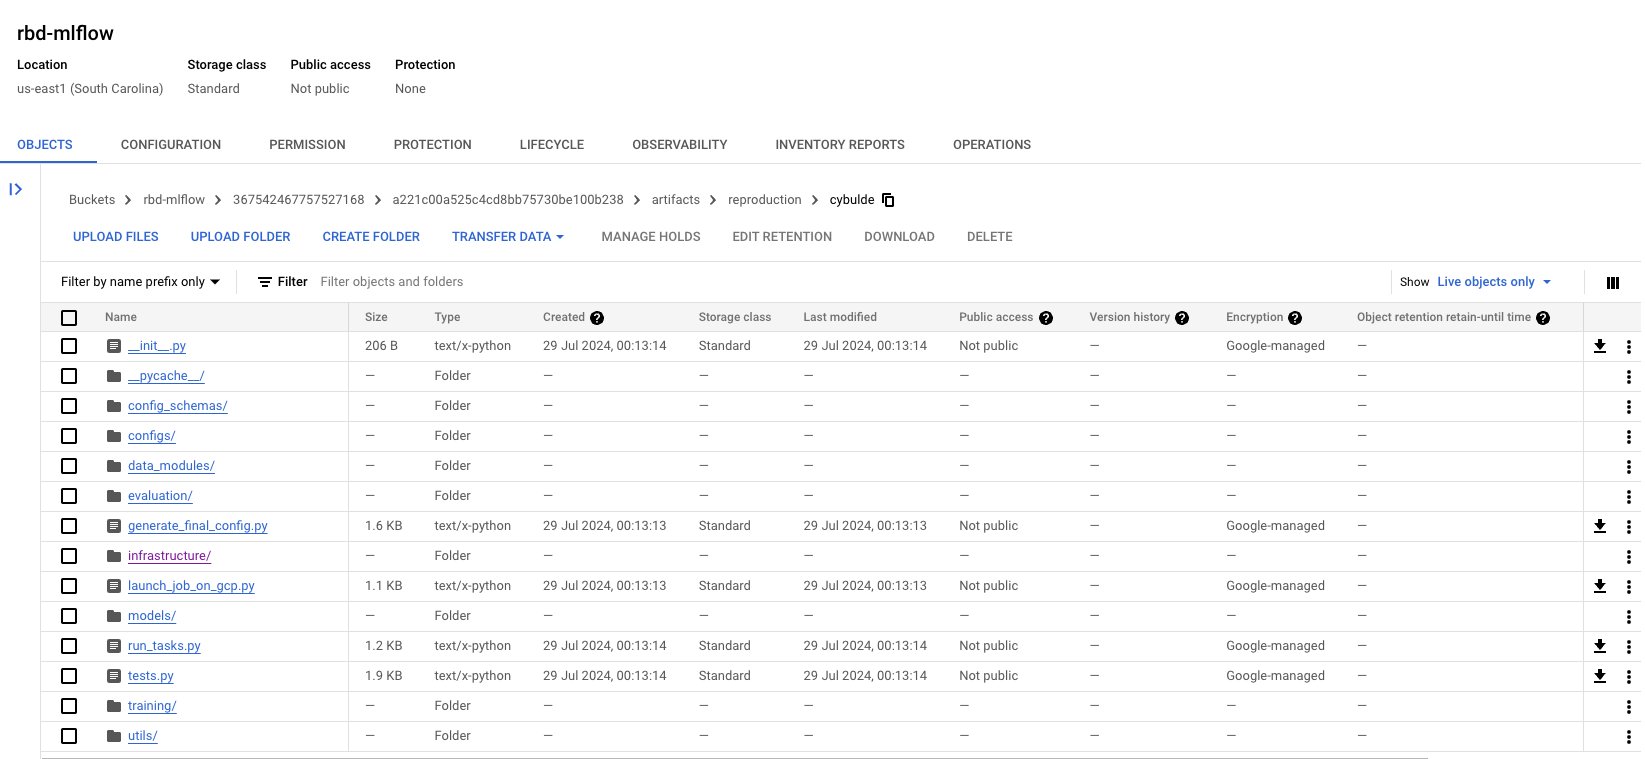 rbd-mlflow
Location Storage class Public access Protection
us-east1 (South Carolina) Standard Not public None
OBJECTS CONFIGURATION PERMISSION PROTECTION LIFECYCLE OBSERVABILITY INVENTORY REPORTS OPERATIONS
Buckets rbd-mlflow 367542467757527168 a221c00a525c4cd8bb75730be100b238 artifacts reproduction cybulde
UPLOAD FILES UPLOAD FOLDER CREATE FOLDER TRANSFER DATA MANAGE HOLDS EDIT RETENTION DOWNLOAD DELETE
Filter by name prefix only Filter Filter objects and folders Show Live objects only
Name Size Type Created Storage class Last modified Public access Version history Encryption Object retention retain-until time
__init__.py 206 B text/x-python 29 Jul 2024, 00:13:14 Standard 29 Jul 2024, 00:13:14 Not public — Google-managed —
__pycache__/ — Folder — — — — — — —
config_schemas/ — Folder — — — — — — —
configs/ — Folder — — — — — — —
data_modules/ — Folder — — — — — — —
evaluation/ — Folder — — — — — — —
generate_final_config.py 1.6 KB text/x-python 29 Jul 2024, 00:13:13 Standard 29 Jul 2024, 00:13:13 Not public — Google-managed —
infrastructure/ — Folder — — — — — — —
launch_job_on_gcp.py 1.1 KB text/x-python 29 Jul 2024, 00:13:13 Standard 29 Jul 2024, 00:13:13 Not public — Google-managed —
models/ — Folder — — — — — — —
run_tasks.py 1.2 KB text/x-python 29 Jul 2024, 00:13:14 Standard 29 Jul 2024, 00:13:14 Not public — Google-managed —
tests.py 1.9 KB text/x-python 29 Jul 2024, 00:13:14 Standard 29 Jul 2024, 00:13:14 Not public — Google-managed —
training/ — Folder — — — — — — —
utils/ — Folder — — — — — — —